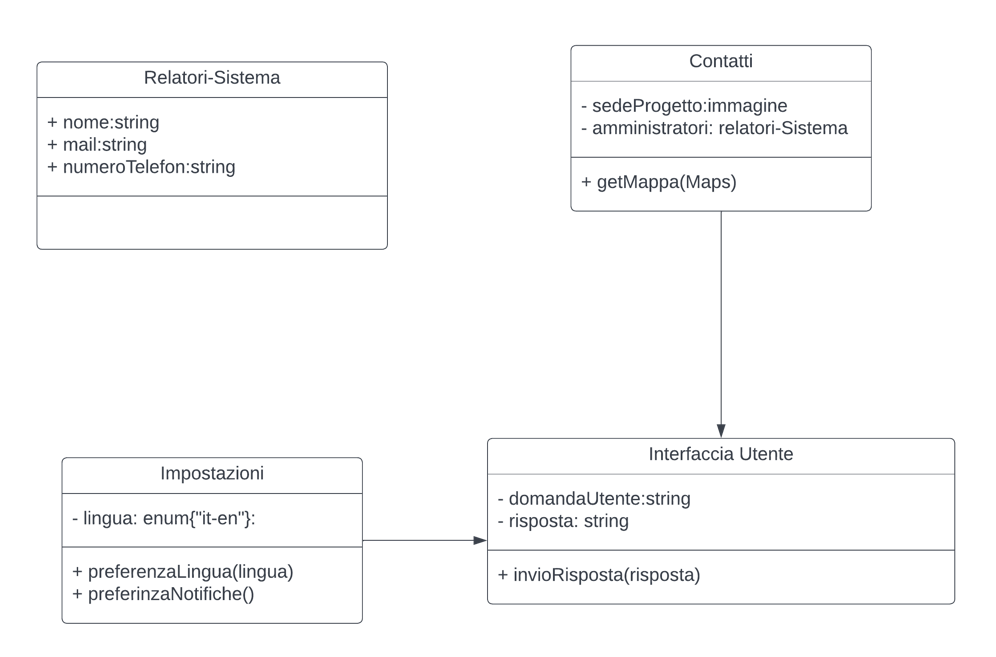 Relatori-Sistema
+ nome:string
+ mail:string
+ numeroTelefon:string
Contatti
- sedeProgetto:immagine
- amministratori: relatori-Sistema
+ getMappa(Maps)
Impostazioni
- lingua: enum{"it-en"}:
+ preferenzaLingua(lingua)
+ preferinzaNotifiche()
Interfaccia Utente
- domandaUtente:string
- risposta: string
+ invioRisposta(risposta)